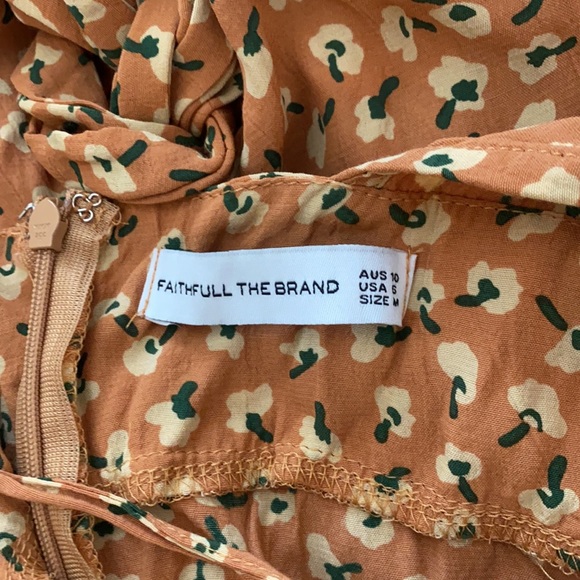 FAITHFULL THE BRAND
AUS 10
USA 6
SIZE M